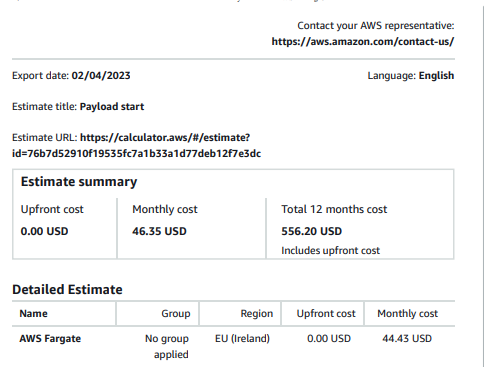 Contact your AWS representative:
https://aws.amazon.com/contact-us/
Export date: 02/04/2023 Language: English
Estimate title: Payload start
Estimate URL: https://calculator.aws/#/estimate?
id=76b7d52910f19535fc7a1b33a1d77deb12f7e3dc
Estimate summary
Upfront cost Monthly cost Total 12 months cost
0.00 USD 46.35 USD 556.20 USD
Includes upfront cost
Detailed Estimate
Name Group Region Upfront cost Monthly cost
AWS Fargate No group EU (Ireland) 0.00 USD 44.43 USD
applied